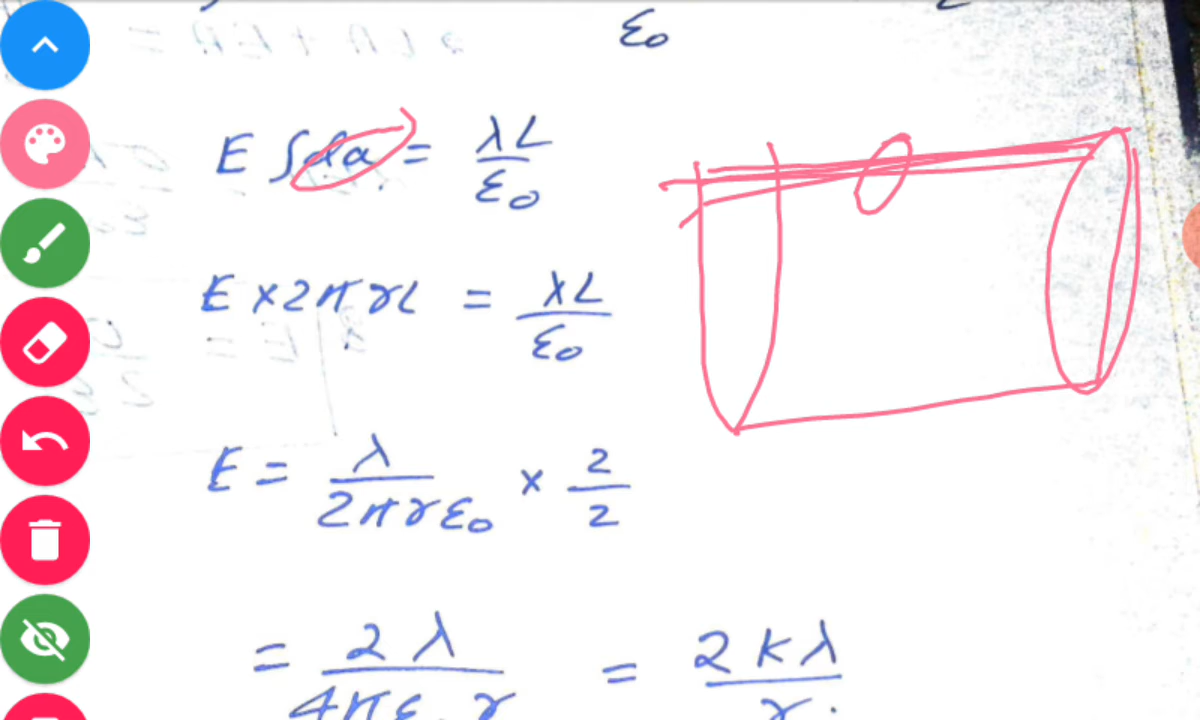 ε₀
E ∫da = λL/ε₀
E × 2πrL = λL/ε₀
E = λ/2πrε₀ × 2/2
= 2λ/4πε₀r = 2kλ/r.